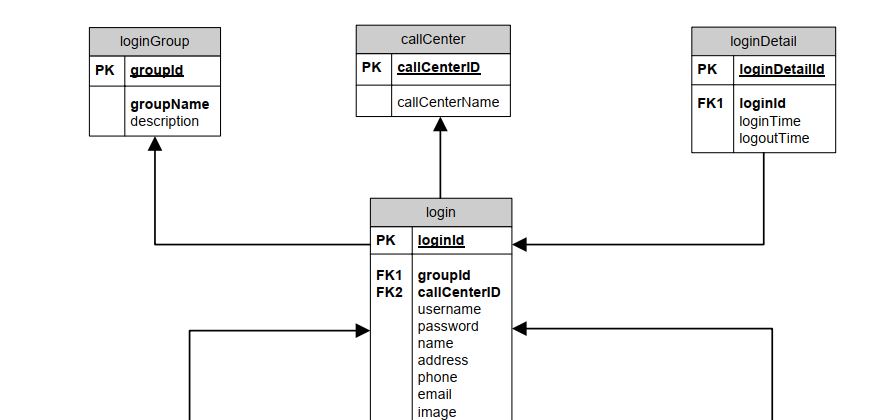 loginGroup
PK groupId
groupName
description
callCenter
PK callCenterID
callCenterName
loginDetail
PK loginDetailId
FK1 loginId
loginTime
logoutTime
login
PK loginId
FK1 groupId
FK2 callCenterID
username
password
name
address
phone
email
image